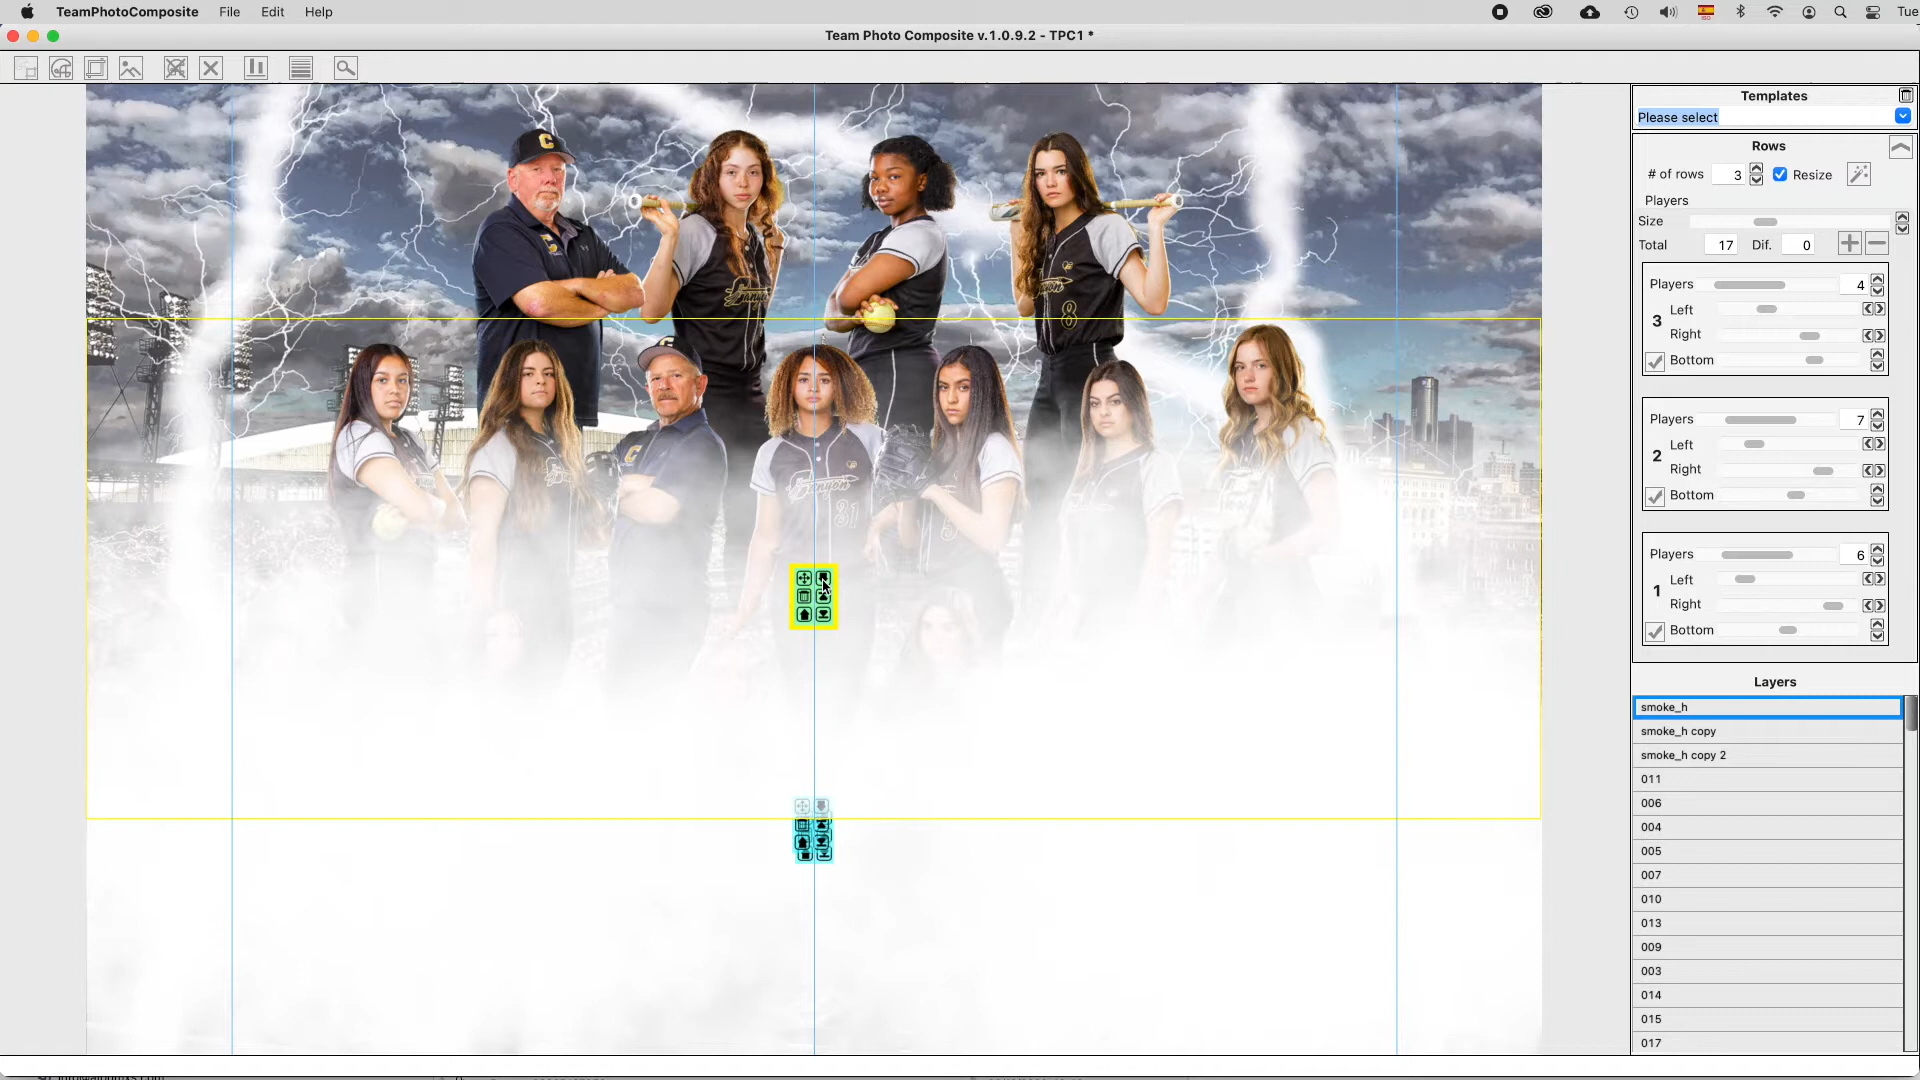 TeamPhotoComposite File Edit Help
ISO
Tue
Team Photo Composite v.1.0.9.2 - TPC1 *
Templates
Please select
Rows
# of rows 3 Resize
Players
Size
Total 17 Dif. 0
Players 4
3
Left
Right
Bottom
Players 7
2
Left
Right
Bottom
Players 6
1
Left
Right
Bottom
Layers
smoke_h
smoke_h copy
smoke_h copy 2
011
006
004
005
007
010
013
009
003
014
015
017
C
C
8
31